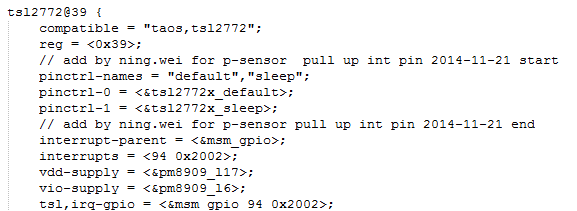 tsl2772@39 {
compatible = "taos,tsl2772";
reg = <0x39>;
// add by ning.wei for p-sensor  pull up int pin 2014-11-21 start
pinctrl-names = "default","sleep";
pinctrl-0 = <&tsl2772x_default>;
pinctrl-1 = <&tsl2772x_sleep>;
// add by ning.wei for p-sensor pull up int pin 2014-11-21 end
interrupt-parent = <&msm_gpio>;
interrupts = <94 0x2002>;
vdd-supply = <&pm8909_l17>;
vio-supply = <&pm8909_l6>;
tsl,irq-gpio = <&msm_gpio 94 0x2002>;